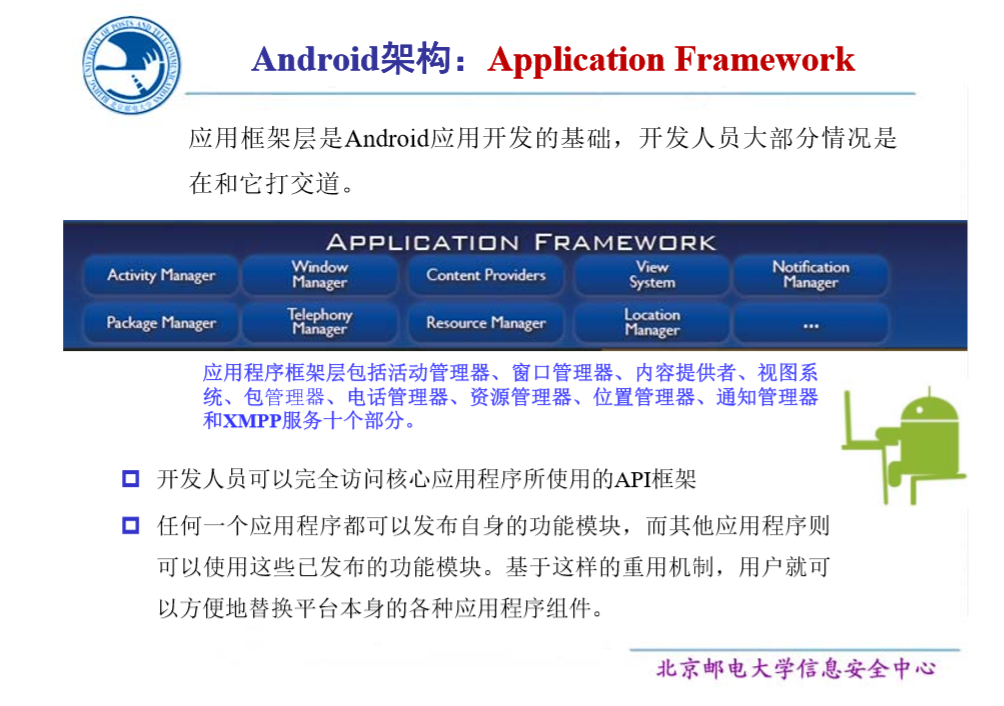 Android架构：Application Framework
应用框架层是Android应用开发的基础，开发人员大部分情况是
在和它打交道。
APPLICATION FRAMEWORK
Activity Manager
Window
Manager
Content Providers
View
System
Notification
Manager
Package Manager
Telephony
Manager
Resource Manager
Location
Manager
...
应用程序框架层包括活动管理器、窗口管理器、内容提供者、视图系
统、包管理器、电话管理器、资源管理器、位置管理器、通知管理器
和XMPP服务十个部分。
开发人员可以完全访问核心应用程序所使用的API框架
任何一个应用程序都可以发布自身的功能模块，而其他应用程序则
可以使用这些已发布的功能模块。基于这样的重用机制，用户就可
以方便地替换平台本身的各种应用程序组件。
北京邮电大学信息安全中心